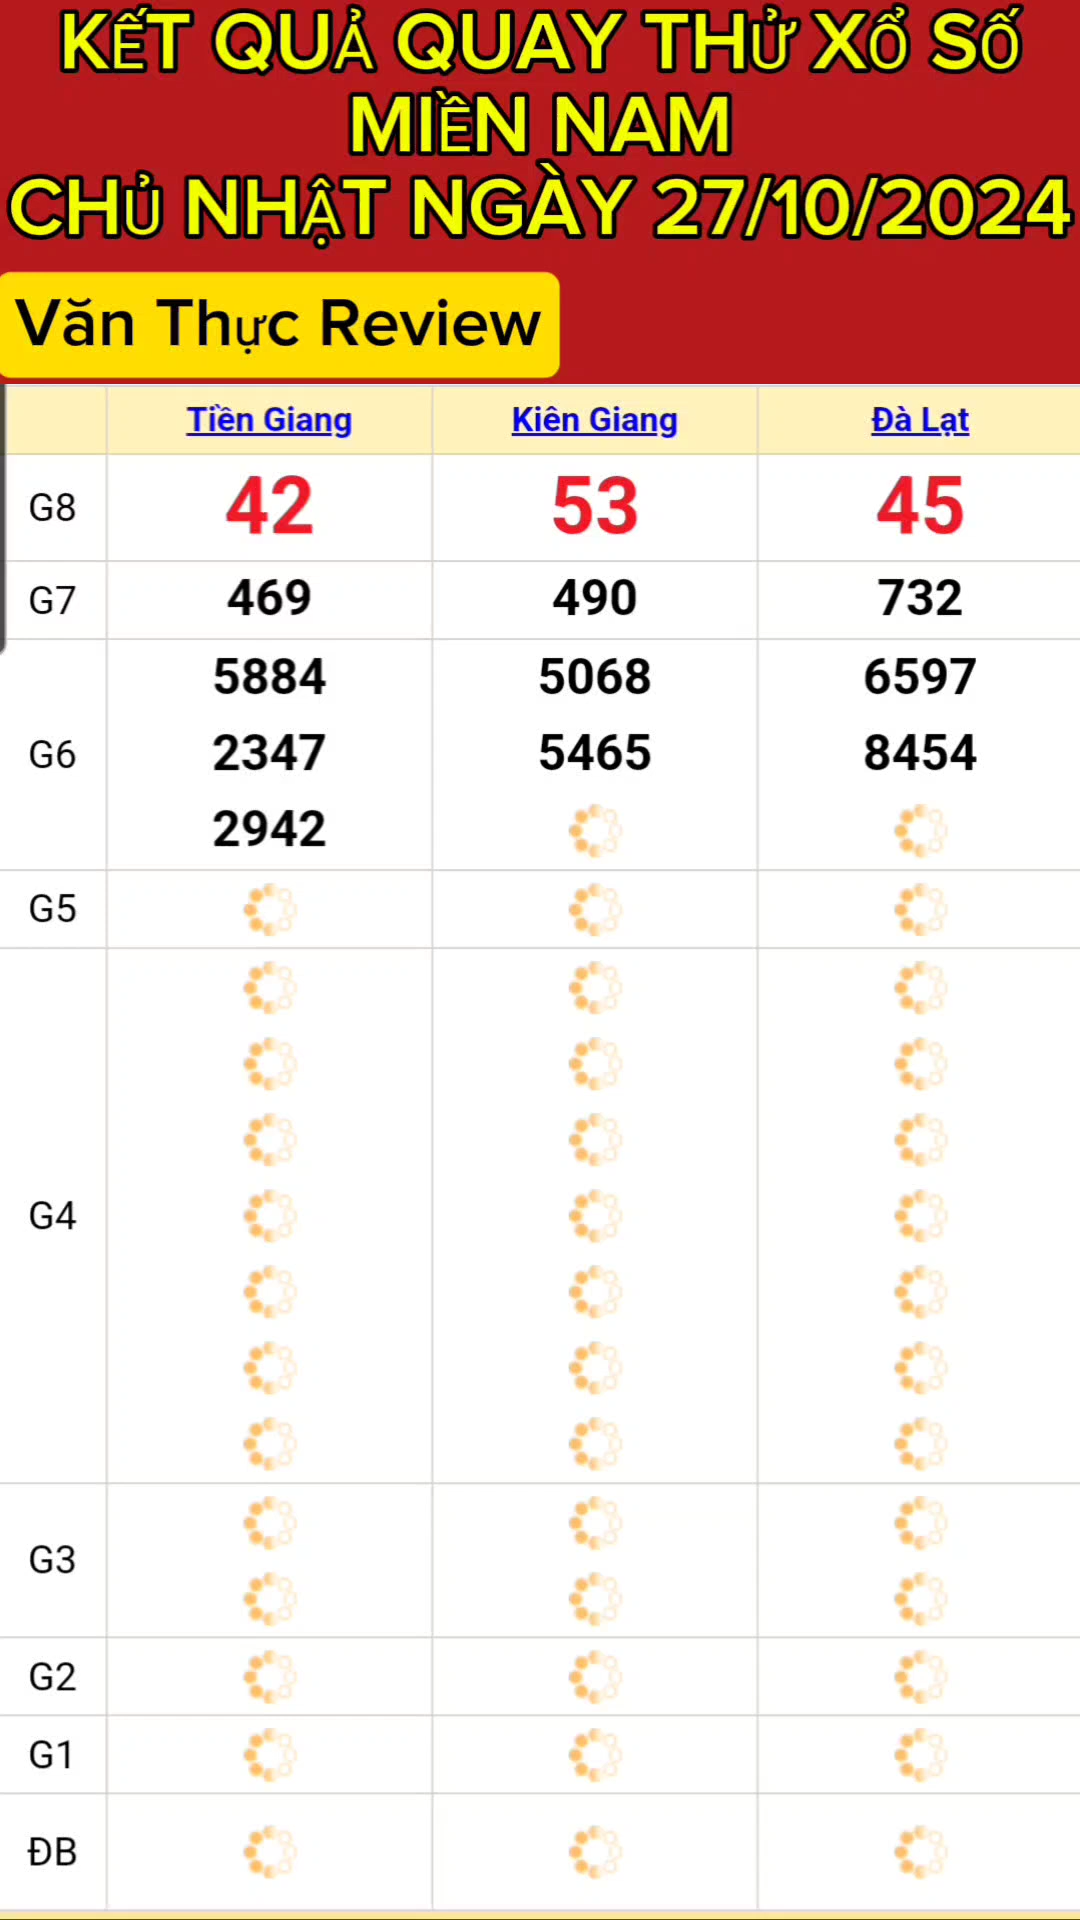 KẾT QUẢ QUAY THỬ XỔ SỐ
MIỀN NAM
CHỦ NHẬT NGÀY 27/10/2024
Văn Thực Review
Tiền Giang Kiên Giang Đà Lạt
G8 42 53 45
G7 469 490 732
5884 5068 6597
G6 2347 5465 8454
2942
G5
G4
G3
G2
G1
ĐB